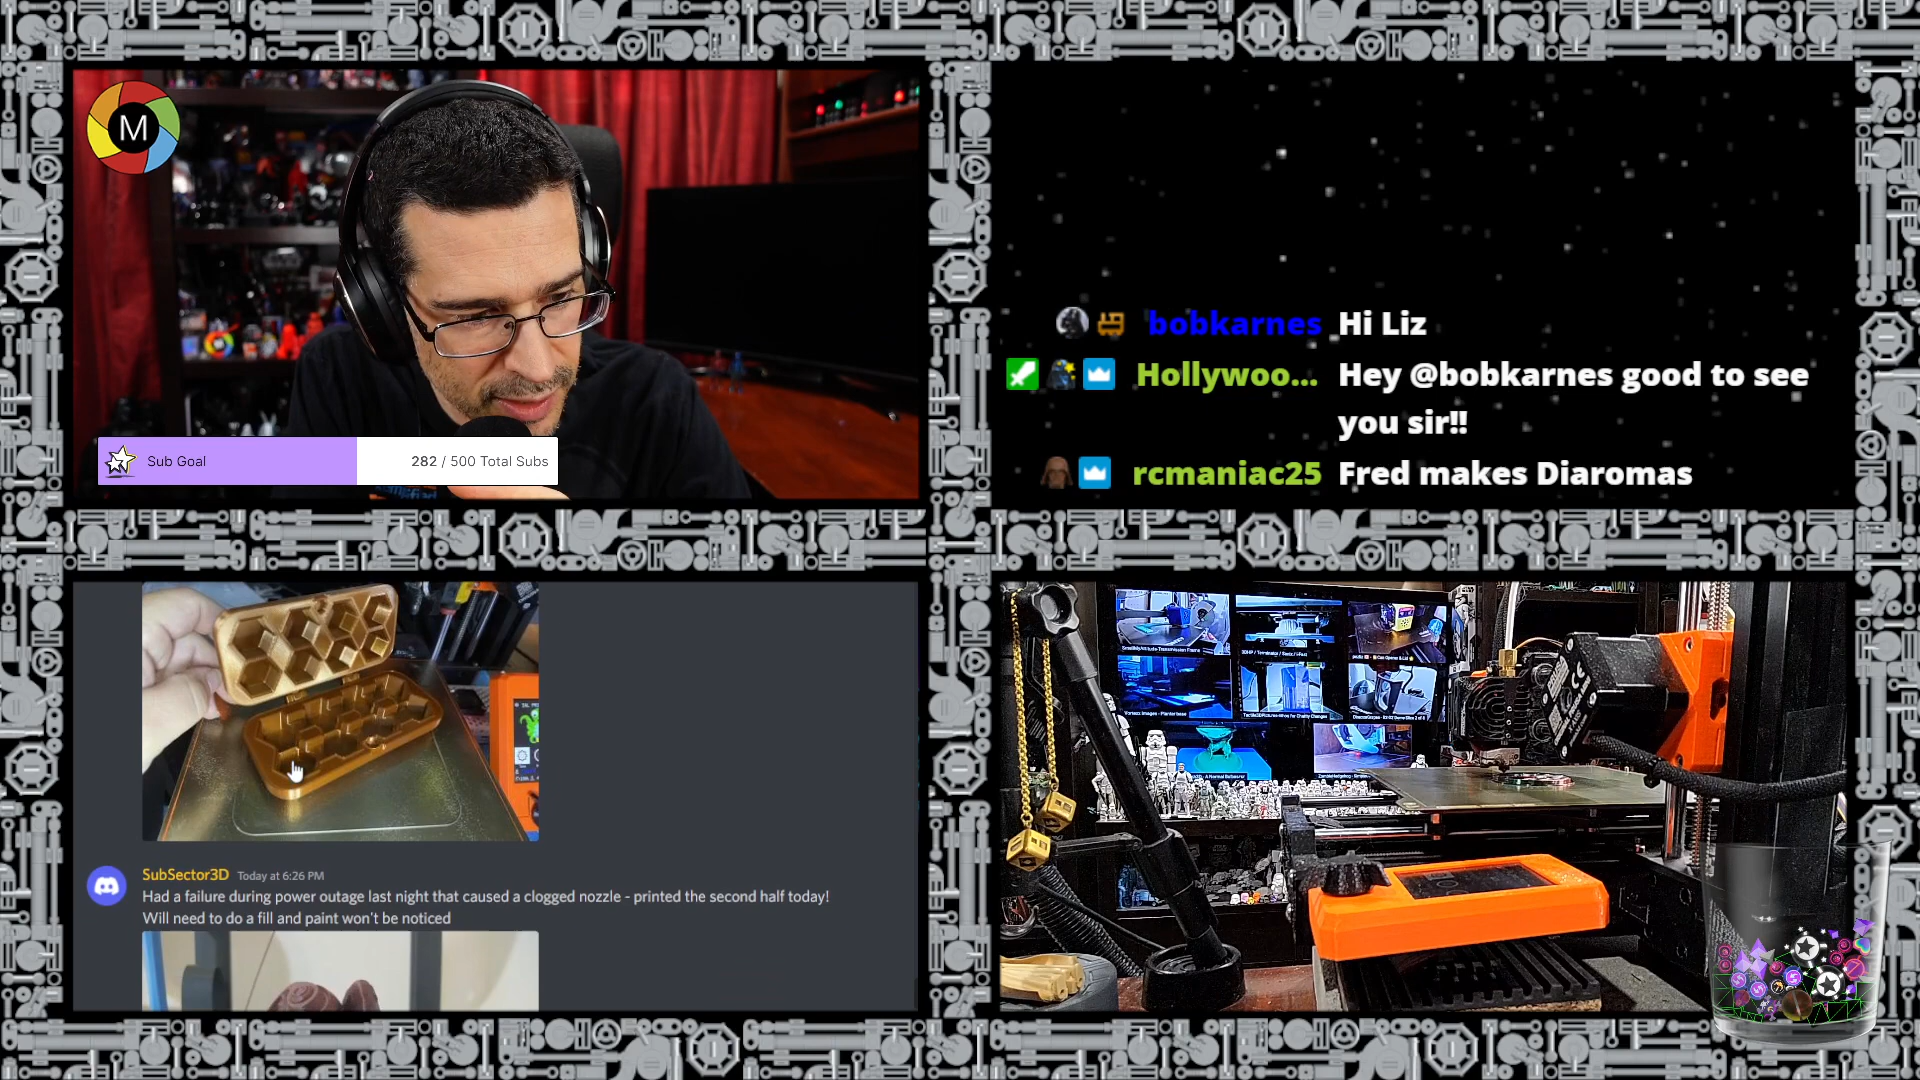 M
Sub Goal
282 / 500 Total Subs
bobkarnes Hi Liz
Hollywoo... Hey @bobkarnes good to see
you sir!!
rcmaniac25 Fred makes Diaromas
SubSector3D Today at 6:26 PM
Had a failure during power outage last night that caused a clogged nozzle - printed the second half today!
Will need to do a fill and paint won't be noticed